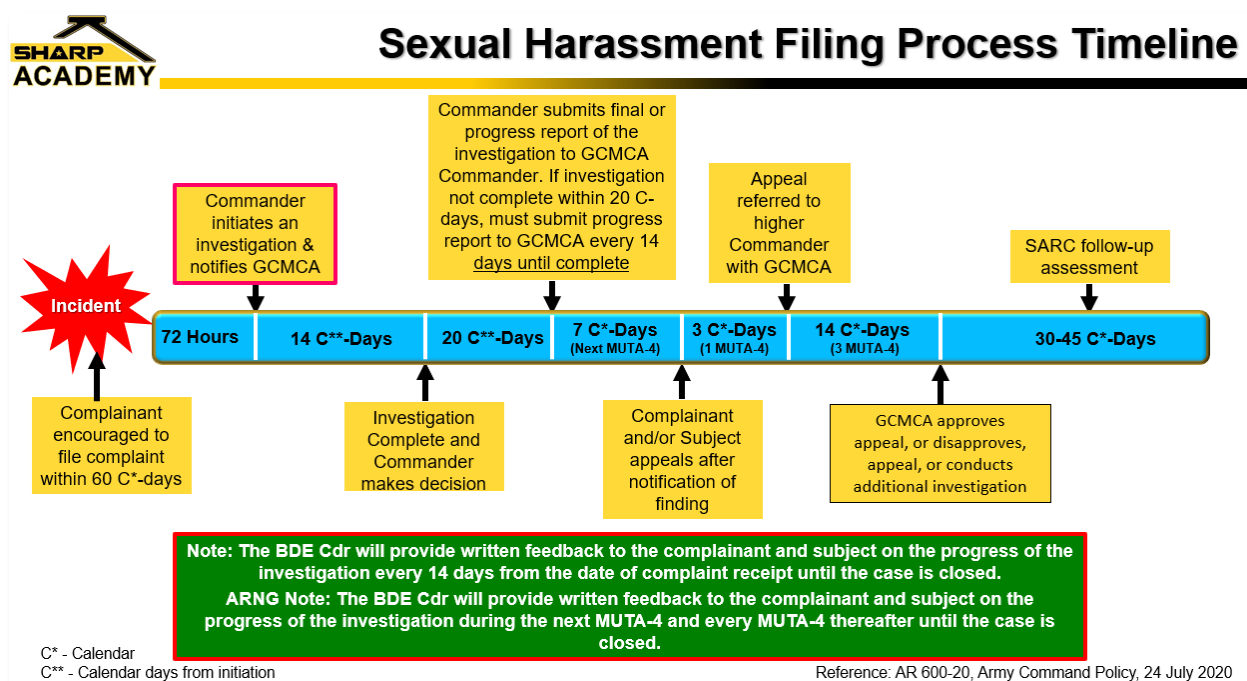 SHARP
ACADEMY
Sexual Harassment Filing Process Timeline
Commander submits final or
progress report of the
investigation to GCMCA
Commander. If investigation
not complete within 20 C-
days, must submit progress
report to GCMCA every 14
days until complete
Commander
initiates an
investigation &
notifies GCMCA
Appeal
referred to
higher
Commander
with GCMCA
SARC follow-up
assessment
Incident
72 Hours
14 C**-Days
20 C**-Days
7 C*-Days
(Next MUTA-4)
3 C*-Days
(1 MUTA-4)
14 C*-Days
(3 MUTA-4)
30-45 C*-Days
Complainant
encouraged to
file complaint
within 60 C*-days
Investigation
Complete and
Commander
makes decision
Complainant
and/or Subject
appeals after
notification of
finding
GCMCA approves
appeal, or disapproves,
appeal, or conducts
additional investigation
Note: The BDE Cdr will provide written feedback to the complainant and subject on the progress of the
investigation every 14 days from the date of complaint receipt until the case is closed.
ARNG Note: The BDE Cdr will provide written feedback to the complainant and subject on the
progress of the investigation during the next MUTA-4 and every MUTA-4 thereafter until the case is
closed.
C* - Calendar
C** - Calendar days from initiation
Reference: AR 600-20, Army Command Policy, 24 July 2020